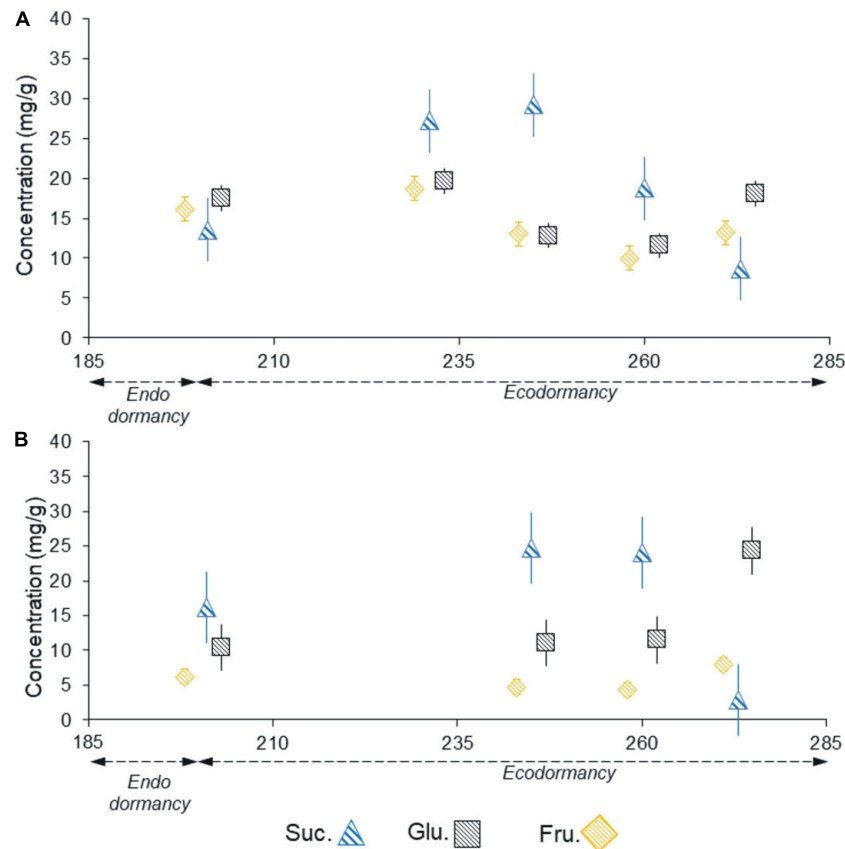 A
Concentration (mg/g)
40
35
30
25
20
15
10
5
0
185 210 235 260 285
Endo
dormancy
Ecodormancy
B
Concentration (mg/g)
40
35
30
25
20
15
10
5
0
185 210 235 260 285
Endo
dormancy
Ecodormancy
Suc. Glu. Fru.